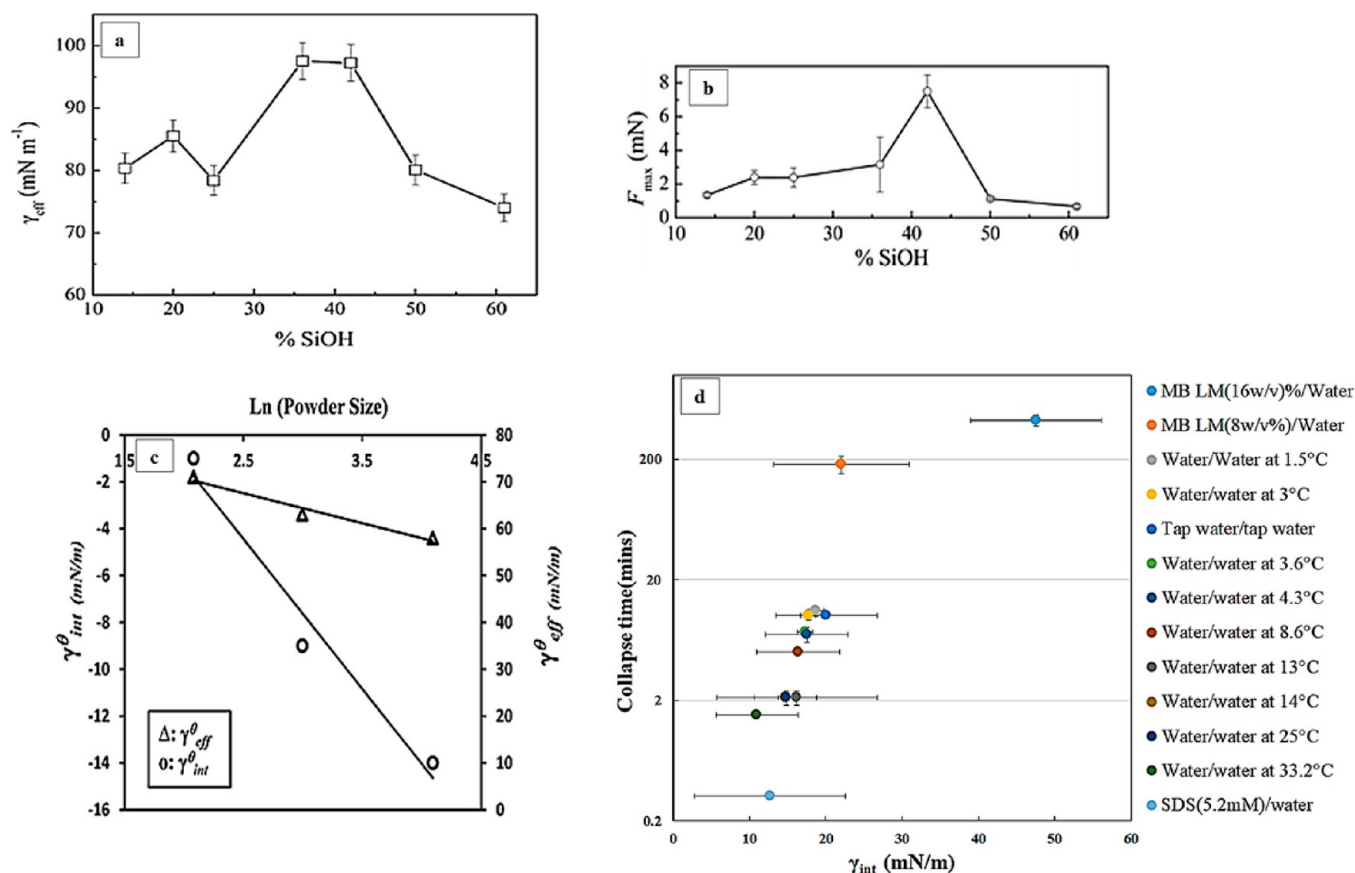 a
100
90
80
70
60
γeff (mN m⁻¹)
10 20 30 40 50 60
% SiOH
b
8
6
4
2
0
Fmax (mN)
10 20 30 40 50 60
% SiOH
Ln (Powder Size)
c
0
-2
-4
-6
-8
-10
-12
-14
-16
γθint (mN/m)
1.5 2.5 3.5 4.5
80
70
60
50
40
30
20
10
0
γθeff (mN/m)
Δ: γθeff
o: γθint
d
200
20
2
0.2
Collapse time(mins)
0 10 20 30 40 50 60
γint (mN/m)
MB LM(16w/v)%/Water
MB LM(8w/v%)/Water
Water/Water at 1.5°C
Water/water at 3°C
Tap water/tap water
Water/water at 3.6°C
Water/water at 4.3°C
Water/water at 8.6°C
Water/water at 13°C
Water/water at 14°C
Water/water at 25°C
Water/water at 33.2°C
SDS(5.2mM)/water